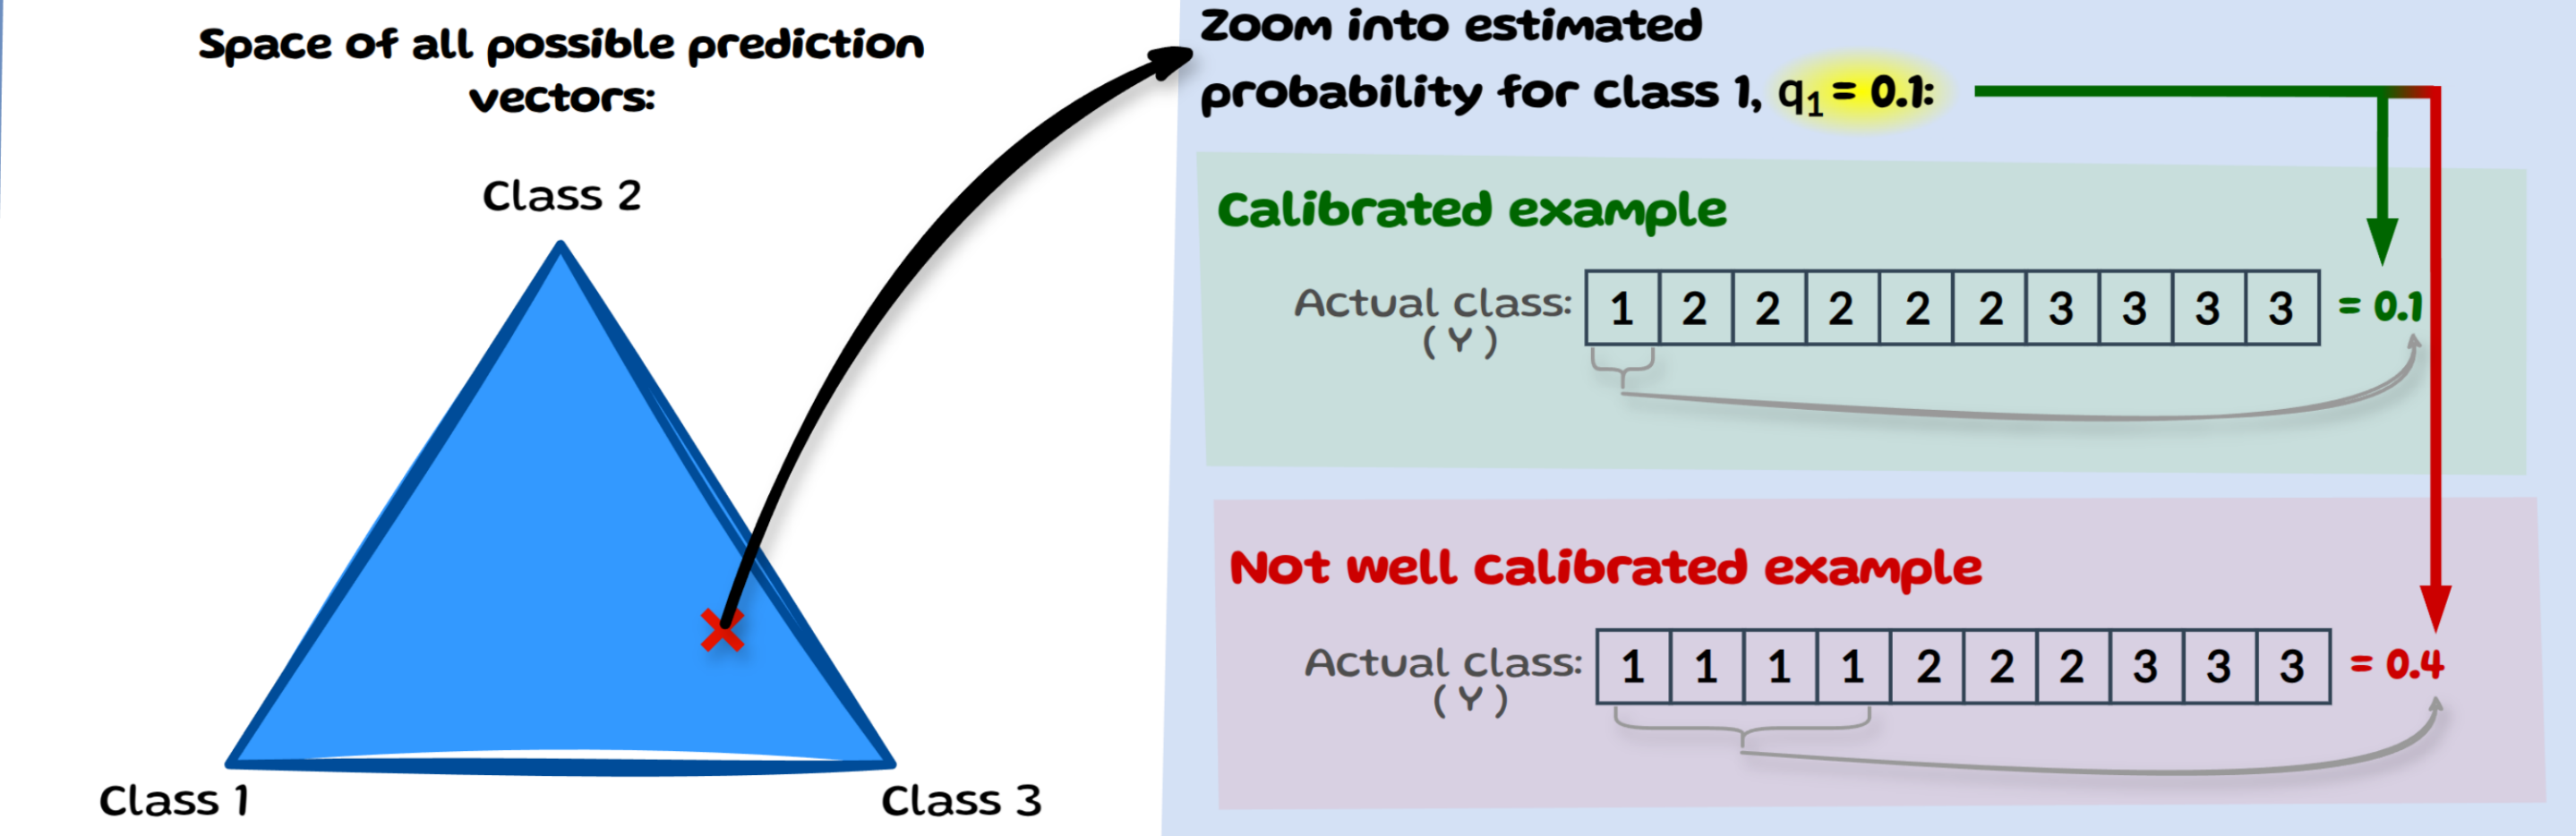 Space of all possible prediction
vectors:
Class 2
Class 1
Class 3
Zoom into estimated
probability for class 1, q₁ = 0.1:
Calibrated example
Actual class: 1 2 2 2 2 2 3 3 3 3 = 0.1
( Y )
Not well calibrated example
Actual class: 1 1 1 1 2 2 2 3 3 3 = 0.4
( Y )